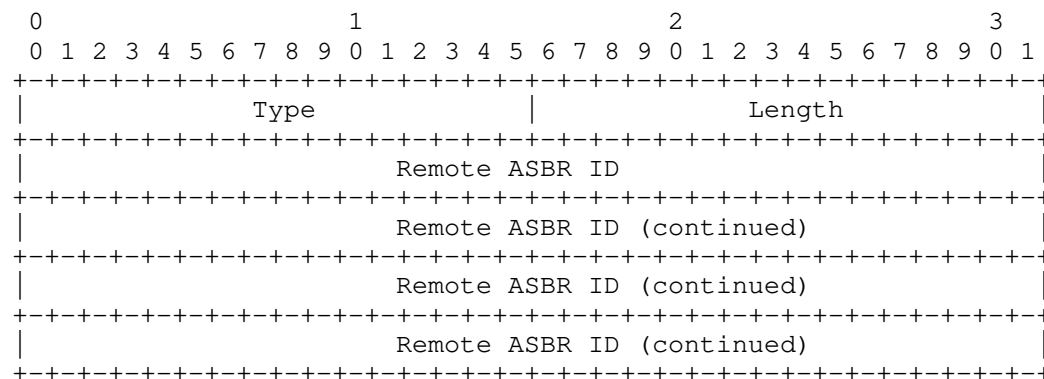 0                   1                   2                   3
0 1 2 3 4 5 6 7 8 9 0 1 2 3 4 5 6 7 8 9 0 1 2 3 4 5 6 7 8 9 0 1
+-+-+-+-+-+-+-+-+-+-+-+-+-+-+-+-+-+-+-+-+-+-+-+-+-+-+-+-+-+-+-+-+
|              Type             |             Length            |
+-+-+-+-+-+-+-+-+-+-+-+-+-+-+-+-+-+-+-+-+-+-+-+-+-+-+-+-+-+-+-+-+
|                       Remote ASBR ID                          |
+-+-+-+-+-+-+-+-+-+-+-+-+-+-+-+-+-+-+-+-+-+-+-+-+-+-+-+-+-+-+-+-+
|                       Remote ASBR ID (continued)              |
+-+-+-+-+-+-+-+-+-+-+-+-+-+-+-+-+-+-+-+-+-+-+-+-+-+-+-+-+-+-+-+-+
|                       Remote ASBR ID (continued)              |
+-+-+-+-+-+-+-+-+-+-+-+-+-+-+-+-+-+-+-+-+-+-+-+-+-+-+-+-+-+-+-+-+
|                       Remote ASBR ID (continued)              |
+-+-+-+-+-+-+-+-+-+-+-+-+-+-+-+-+-+-+-+-+-+-+-+-+-+-+-+-+-+-+-+-+